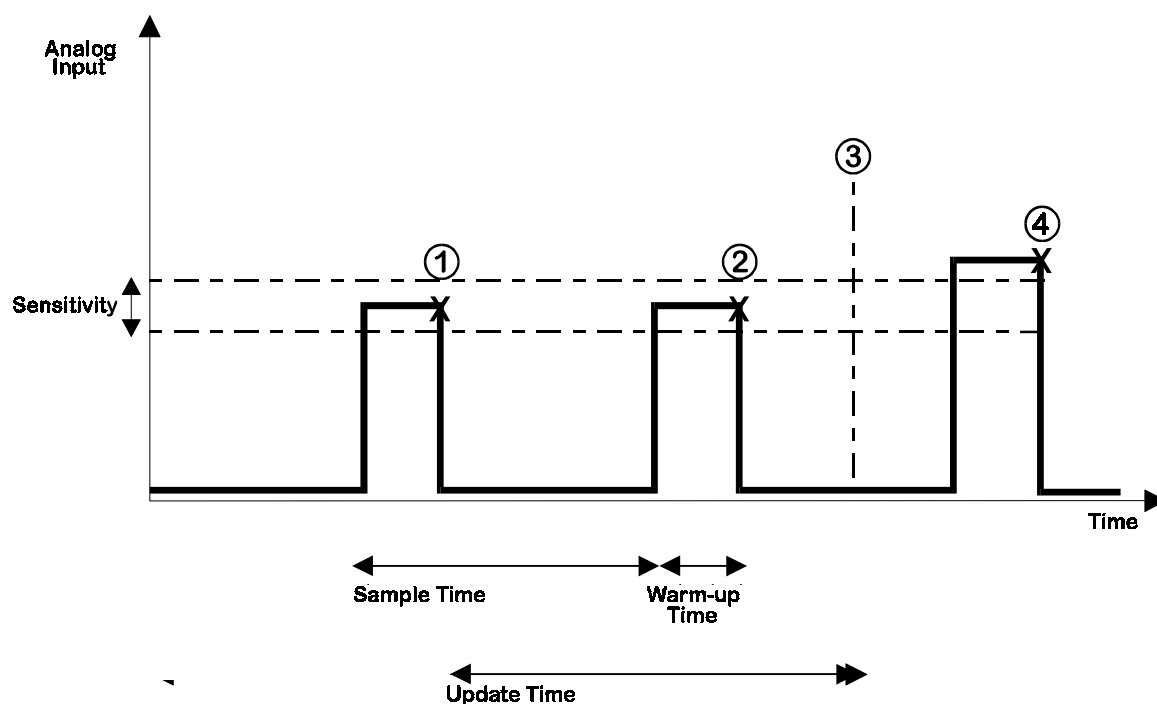 Analog
Input
③
④
①
②
Sensitivity
X
X
X
Time
Sample Time
Warm-up
Time
Update Time